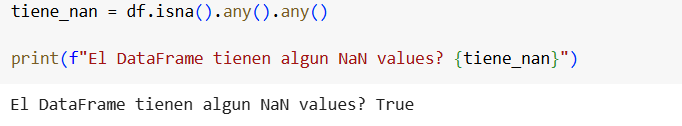 tiene_nan = df.isna().any().any()
print(f"El DataFrame tienen algun NaN values? {tiene_nan}")
El DataFrame tienen algun NaN values? True